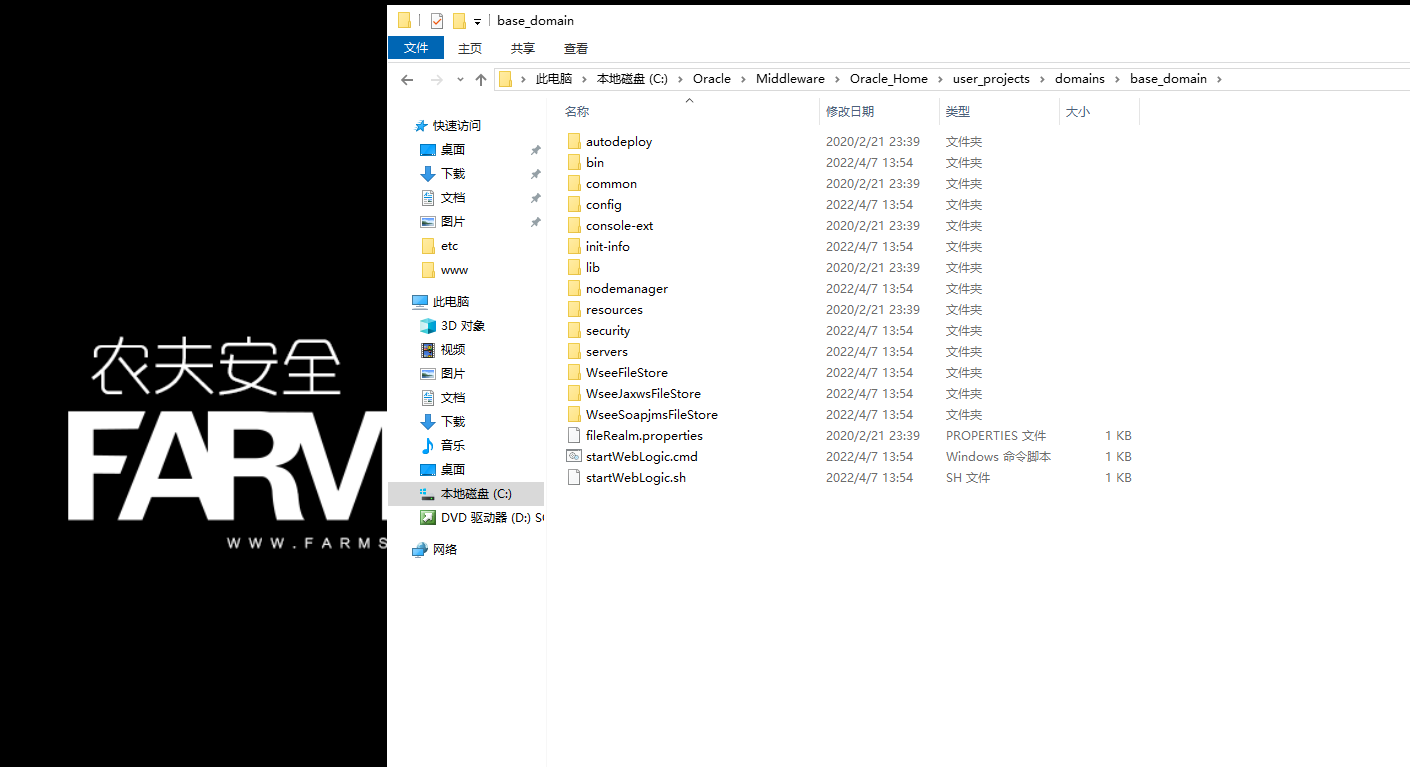 base_domain
文件 主页 共享 查看
此电脑 本地磁盘 (C:) Oracle Middleware Oracle_Home user_projects domains base_domain
名称 修改日期 类型 大小
快速访问
桌面
下载
文档
图片
etc
www
此电脑
3D 对象
视频
图片
文档
下载
音乐
桌面
本地磁盘 (C:)
DVD 驱动器 (D:) S
网络
autodeploy 2020/2/21 23:39 文件夹
bin 2022/4/7 13:54 文件夹
common 2020/2/21 23:39 文件夹
config 2022/4/7 13:54 文件夹
console-ext 2020/2/21 23:39 文件夹
init-info 2022/4/7 13:54 文件夹
lib 2020/2/21 23:39 文件夹
nodemanager 2022/4/7 13:54 文件夹
resources 2020/2/21 23:39 文件夹
security 2022/4/7 13:54 文件夹
servers 2022/4/7 13:54 文件夹
WseeFileStore 2022/4/7 13:54 文件夹
WseeJaxwsFileStore 2022/4/7 13:54 文件夹
WseeSoapjmsFileStore 2022/4/7 13:54 文件夹
fileRealm.properties 2020/2/21 23:39 PROPERTIES 文件 1 KB
startWebLogic.cmd 2022/4/7 13:54 Windows 命令脚本 1 KB
startWebLogic.sh 2022/4/7 13:54 SH 文件 1 KB
农夫安全
FARM
WWW.FARMS